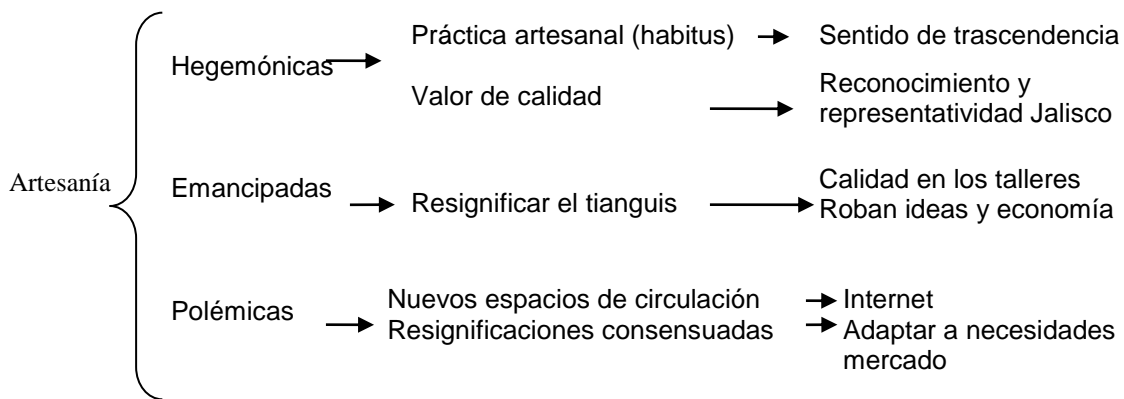 Práctica artesanal (habitus) Sentido de trascendencia
Hegemónicas
Valor de calidad Reconocimiento y
representatividad Jalisco
Artesanía
Emancipadas
Resignificar el tianguis
Calidad en los talleres
Roban ideas y economía
Polémicas
Nuevos espacios de circulación Internet
Resignificaciones consensuadas Adaptar a necesidades
mercado